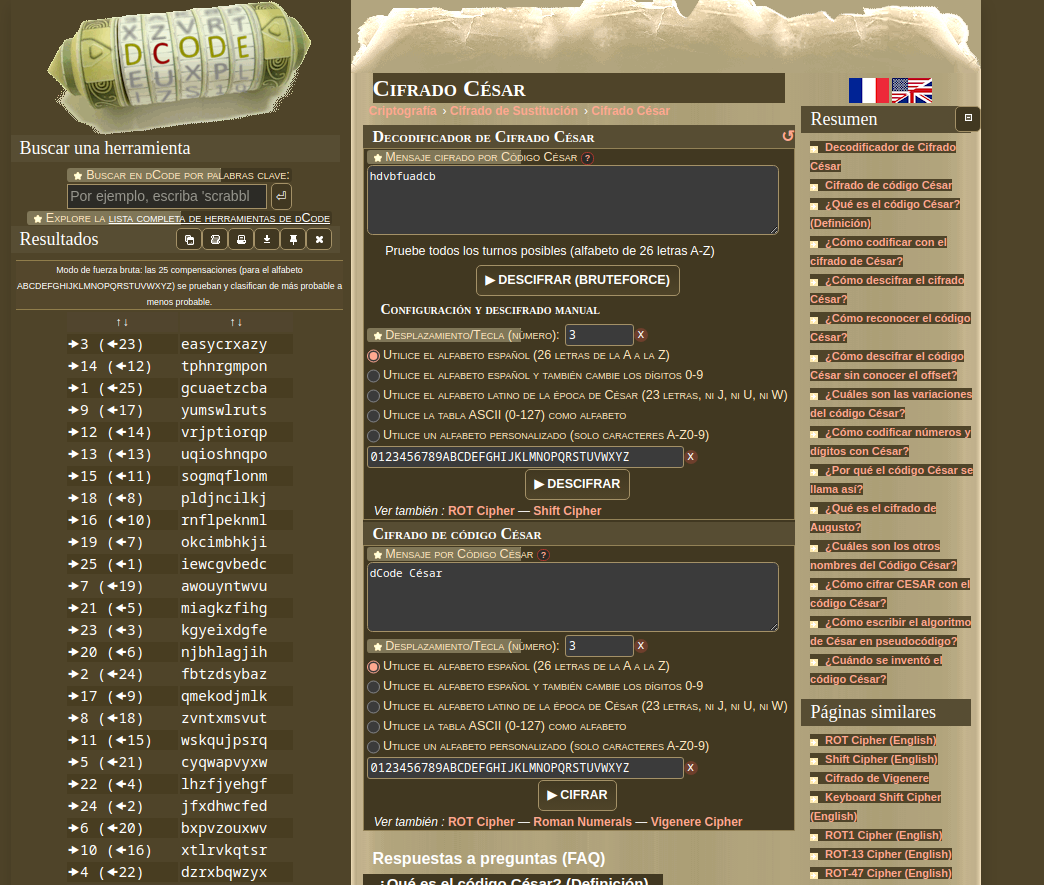 X Z V R T
D C O D E
E U X P L
Buscar una herramienta
Buscar en dCode por palabras clave:
Por ejemplo, escriba 'scrabbl
Explore la lista completa de herramientas de dCode
Resultados
Modo de fuerza bruta: las 25 compensaciones (para el alfabeto
ABCDEFGHIJKLMNOPQRSTUVWXYZ) se prueban y clasifican de más probable a
menos probable.
↑↓ ↑↓
🠞3 (🠜23) easycrxazy
🠞14 (🠜12) tphnrgmpon
🠞1 (🠜25) gcuaetzcba
🠞9 (🠜17) yumswlruts
🠞12 (🠜14) vrjptiorqp
🠞13 (🠜13) uqioshnqpo
🠞15 (🠜11) sogmqflonm
🠞18 (🠜8) pldjncilkj
🠞16 (🠜10) rnflpeknml
🠞19 (🠜7) okcimbhkji
🠞25 (🠜1) iewcgvbedc
🠞7 (🠜19) awouyntwvu
🠞21 (🠜5) miagkzfihg
🠞23 (🠜3) kgyeixdgfe
🠞20 (🠜6) njbhlagjih
🠞2 (🠜24) fbtzdsybaz
🠞17 (🠜9) qmekodjmlk
🠞8 (🠜18) zvntxmsvut
🠞11 (🠜15) wskqujpsrq
🠞5 (🠜21) cyqwapvyxw
🠞22 (🠜4) lhzfjyehgf
🠞24 (🠜2) jfxdhwcfed
🠞6 (🠜20) bxpvzouxwv
🠞10 (🠜16) xtlrvkqtsr
🠞4 (🠜22) dzrxbqwzyx
Cifrado César
Criptografía › Cifrado de Sustitución › Cifrado César
Decodificador de Cifrado César
Mensaje cifrado por Código César ?
hdvbfuadcb
Pruebe todos los turnos posibles (alfabeto de 26 letras A-Z)
▶ DESCIFRAR (BRUTEFORCE)
Configuración y descifrado manual
Desplazamiento/Tecla (número): 3 x
Utilice el alfabeto español (26 letras de la A a la Z)
Utilice el alfabeto español y también cambie los dígitos 0-9
Utilice el alfabeto latino de la época de César (23 letras, ni J, ni U, ni W)
Utilice la tabla ASCII (0-127) como alfabeto
Utilice un alfabeto personalizado (solo caracteres A-Z0-9)
0123456789ABCDEFGHIJKLMNOPQRSTUVWXYZ x
▶ DESCIFRAR
Ver también : ROT Cipher — Shift Cipher
Cifrado de código César
Mensaje por Código César ?
dCode César
Desplazamiento/Tecla (número): 3 x
Utilice el alfabeto español (26 letras de la A a la Z)
Utilice el alfabeto español y también cambie los dígitos 0-9
Utilice el alfabeto latino de la época de César (23 letras, ni J, ni U, ni W)
Utilice la tabla ASCII (0-127) como alfabeto
Utilice un alfabeto personalizado (solo caracteres A-Z0-9)
0123456789ABCDEFGHIJKLMNOPQRSTUVWXYZ x
▶ CIFRAR
Ver también : ROT Cipher — Roman Numerals — Vigenere Cipher
Respuestas a preguntas (FAQ)
¿Qué es el código César? (Definición)
Resumen
Decodificador de Cifrado
César
Cifrado de código César
¿Qué es el código César?
(Definición)
¿Cómo codificar con el
cifrado de César?
¿Cómo descifrar el cifrado
César?
¿Cómo reconocer el código
César?
¿Cómo descifrar el código
César sin conocer el offset?
¿Cuáles son las variaciones
del código César?
¿Cómo codificar números y
dígitos con César?
¿Por qué el código César se
llama así?
¿Qué es el cifrado de
Augusto?
¿Cuáles son los otros
nombres del Código César?
¿Cómo cifrar CESAR con el
código César?
¿Cómo escribir el algoritmo
de César en pseudocódigo?
¿Cuándo se inventó el
código César?
Páginas similares
ROT Cipher (English)
Shift Cipher (English)
Cifrado de Vigenere
Keyboard Shift Cipher
(English)
ROT1 Cipher (English)
ROT-13 Cipher (English)
ROT-47 Cipher (English)